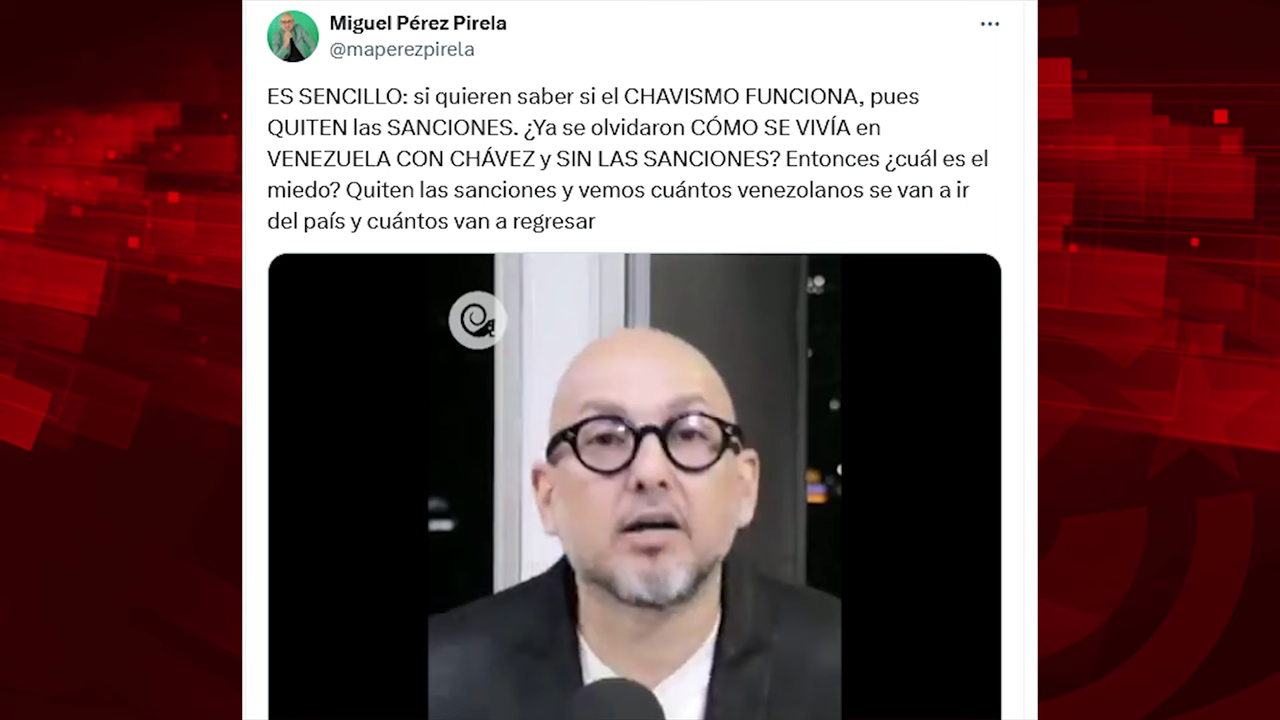 Miguel Pérez Pirela
@maperezpirela
ES SENCILLO: si quieren saber si el CHAVISMO FUNCIONA, pues
QUITEN las SANCIONES. ¿Ya se olvidaron CÓMO SE VIVÍA en
VENEZUELA CON CHÁVEZ y SIN LAS SANCIONES? Entonces ¿cuál es el
miedo? Quiten las sanciones y vemos cuántos venezolanos se van a ir
del país y cuántos van a regresar